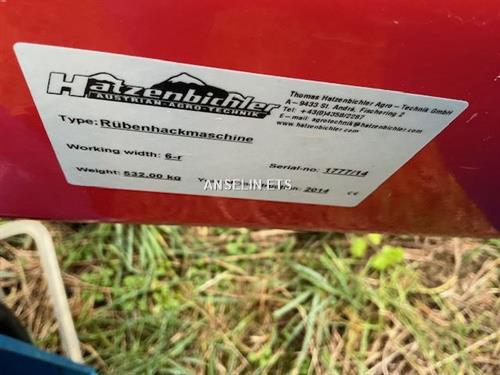 Hatzenbichler
AUSTRIAN-AGRO-TECHNIK
Thomas Hatzenbichler Agro-Technik GmbH
A-9433 St. Andrä, Fischering 2
Tel: +43(0)4358/2287
E-mail: agrotechnik@hatzenbichler.com
www.hatzenbichler.com
Type: Rübenhackmaschine
Working width: 6-r
Serial-no: 1777/14
Weight: 532.00 kg
2014 CE
ANSELIN ETS